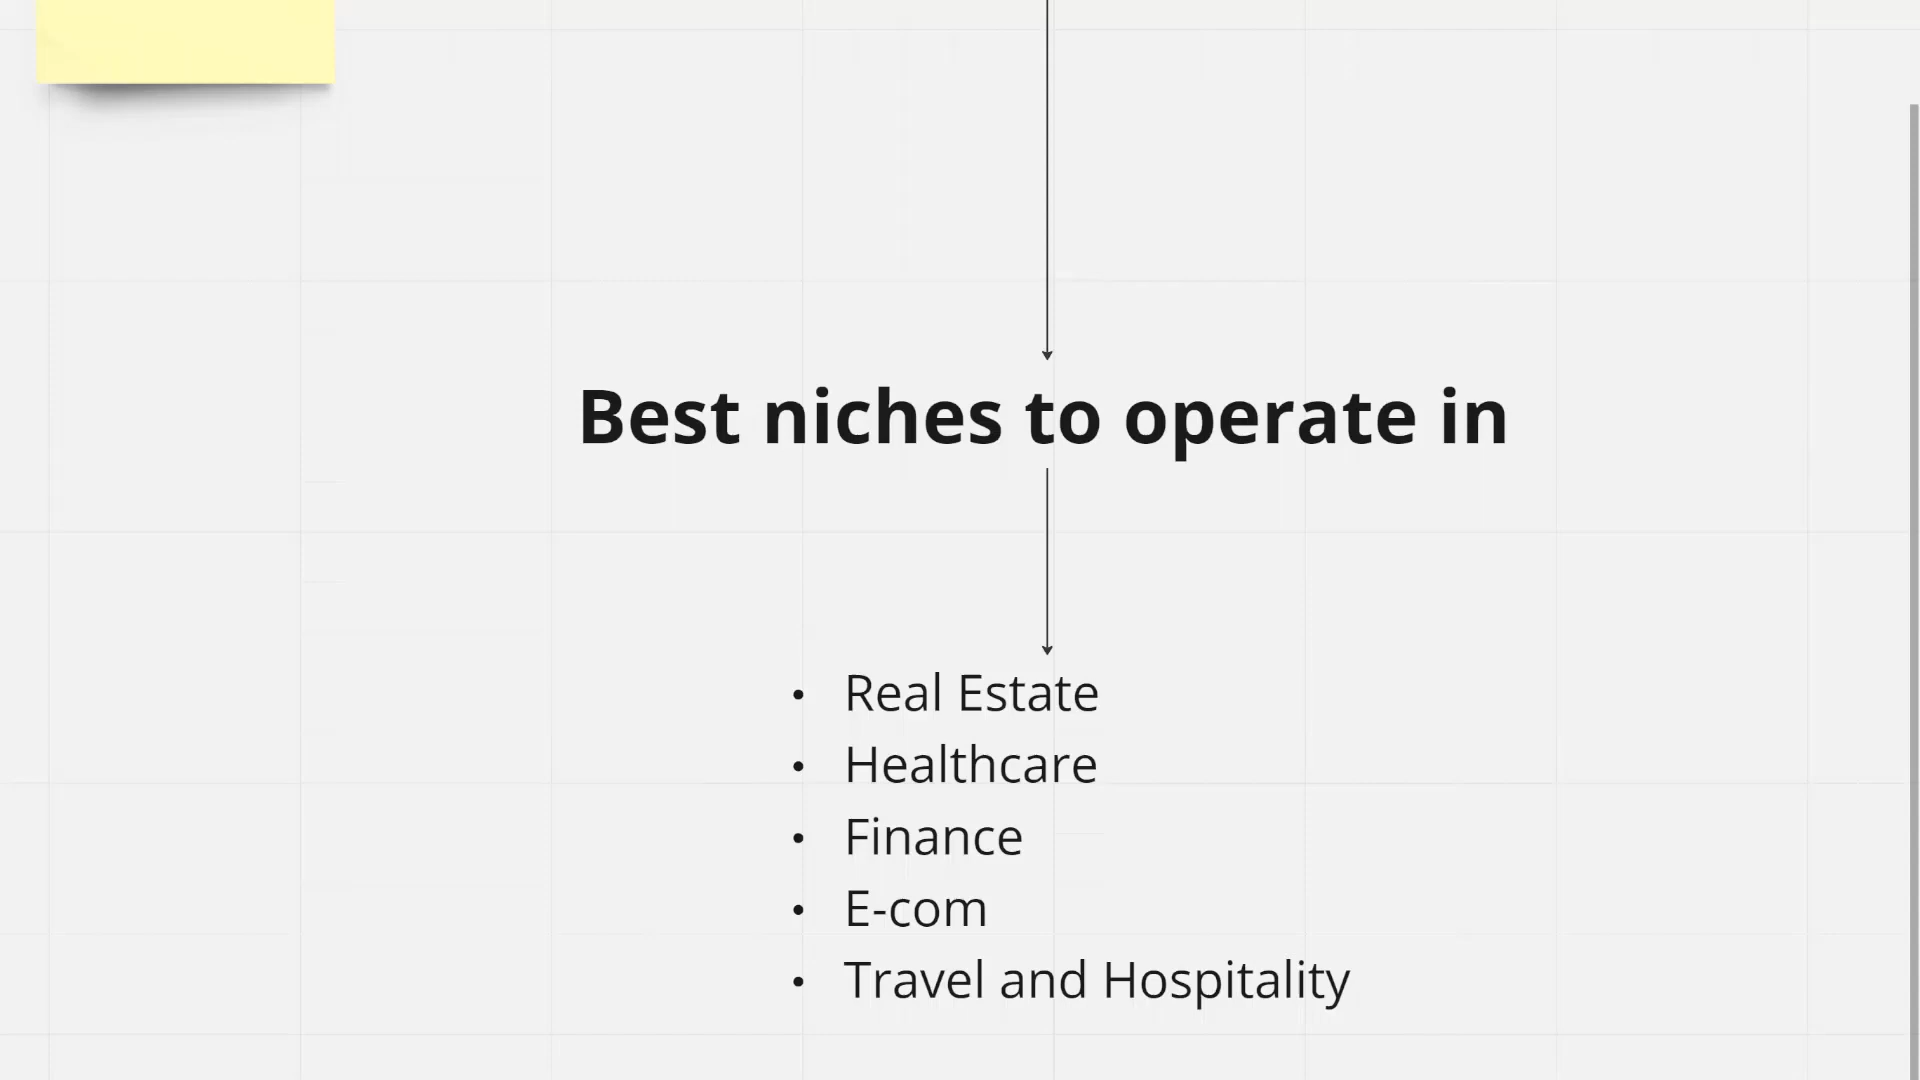 Best niches to operate in
• Real Estate
• Healthcare
• Finance
• E-com
• Travel and Hospitality